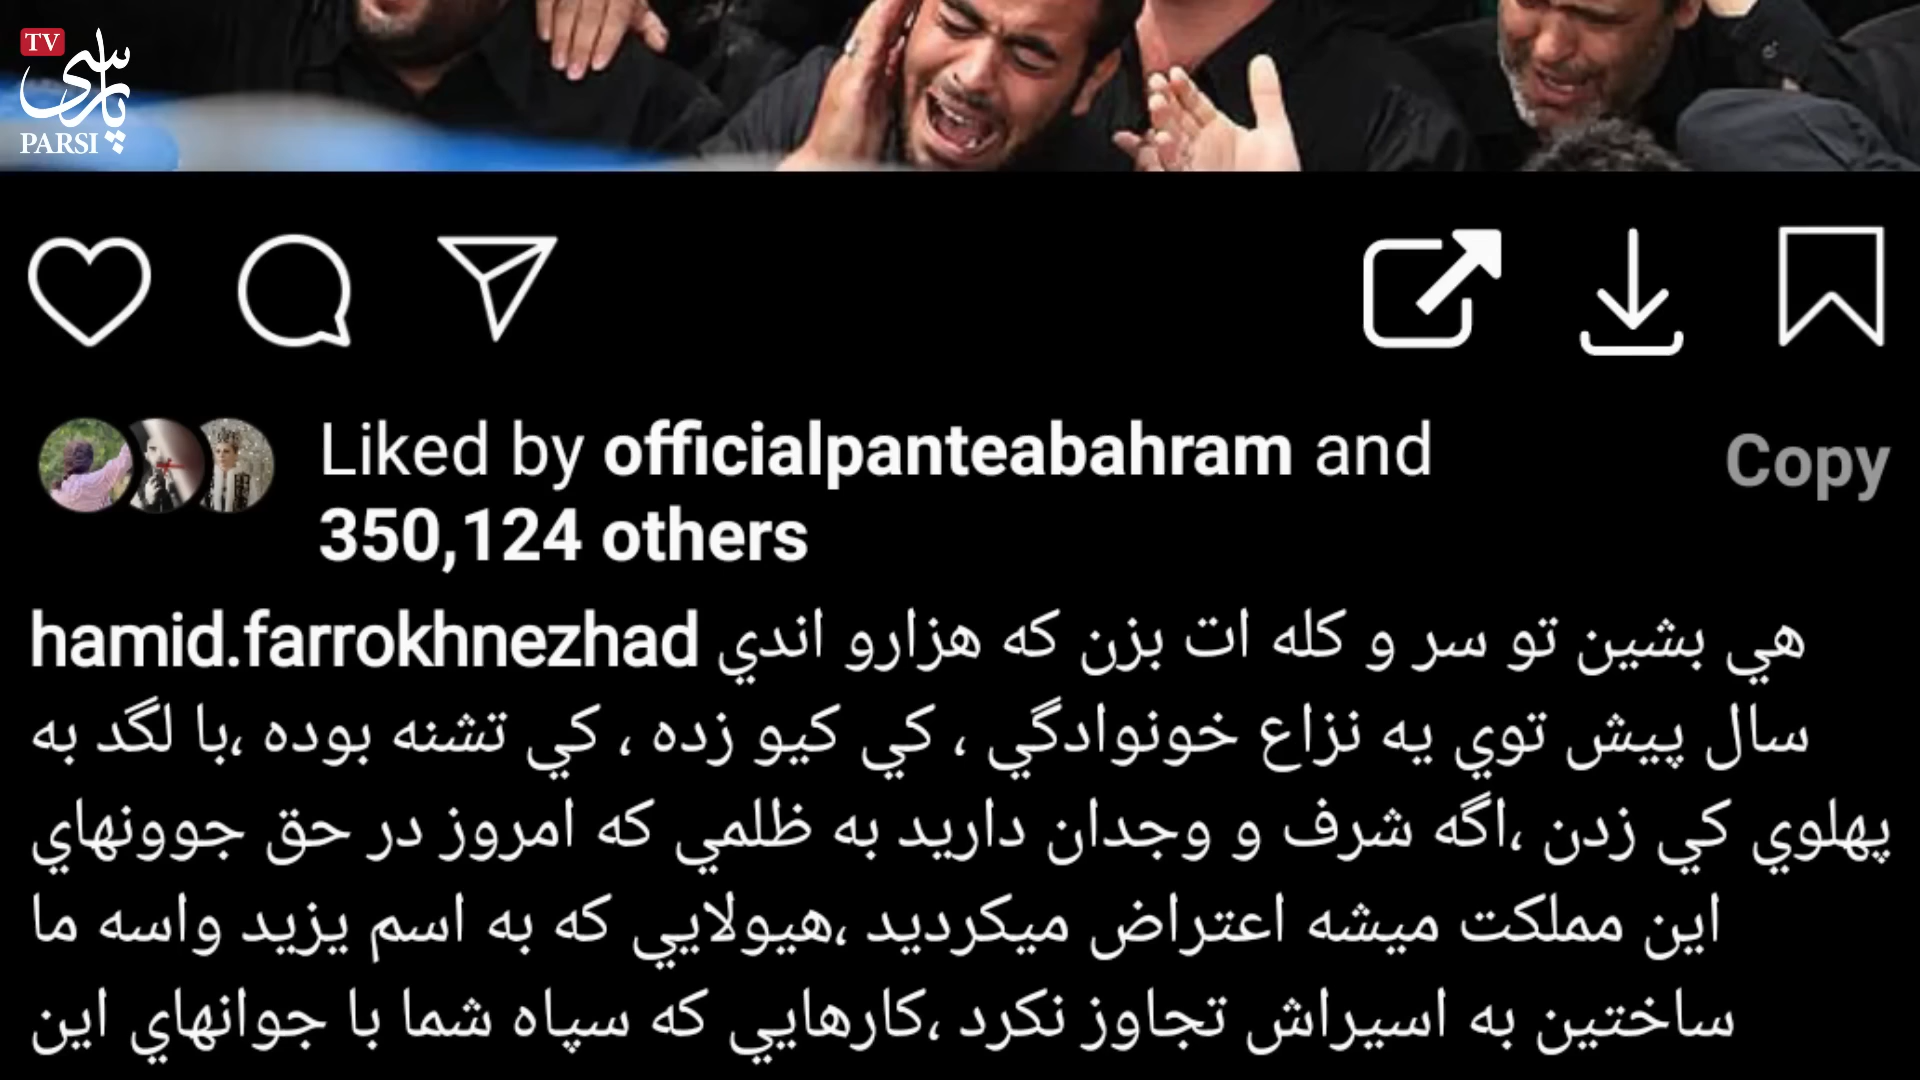 TV
پارسی
PARSI
Liked by officialpanteabahram and
350,124 others
Copy
hamid.farrokhnezhad هي بشين تو سر و كله ات بزن كه هزارو اندي
سال پيش توي يه نزاع خونوادگي ، كي كيو زده ، كي تشنه بوده ،با لگد به
پهلوي كي زدن ،اگه شرف و وجدان داريد به ظلمي كه امروز در حق جوونهاي
اين مملكت ميشه اعتراض ميكرديد ،هيولايي كه به اسم يزيد واسه ما
ساختين به اسيراش تجاوز نكرد ،كارهايي كه سپاه شما با جوانهاي اين